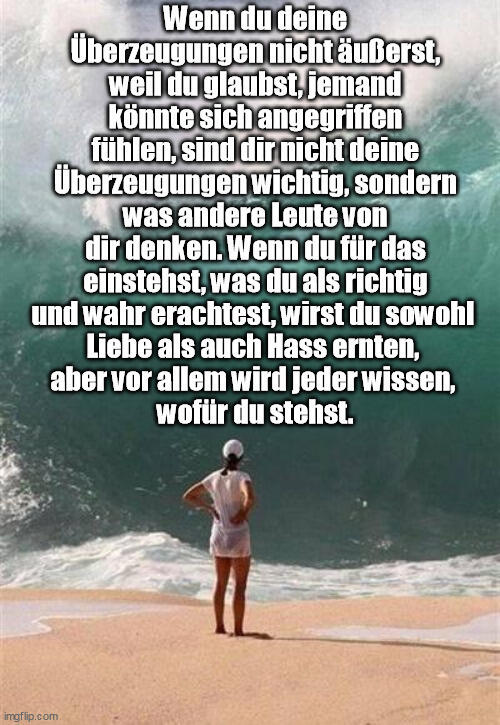 Wenn du deine
Überzeugungen nicht äußerst,
weil du glaubst, jemand
könnte sich angegriffen
fühlen, sind dir nicht deine
Überzeugungen wichtig, sondern
was andere Leute von
dir denken. Wenn du für das
einstehst, was du als richtig
und wahr erachtest, wirst du sowohl
Liebe als auch Hass ernten,
aber vor allem wird jeder wissen,
wofür du stehst.
imgflip.com